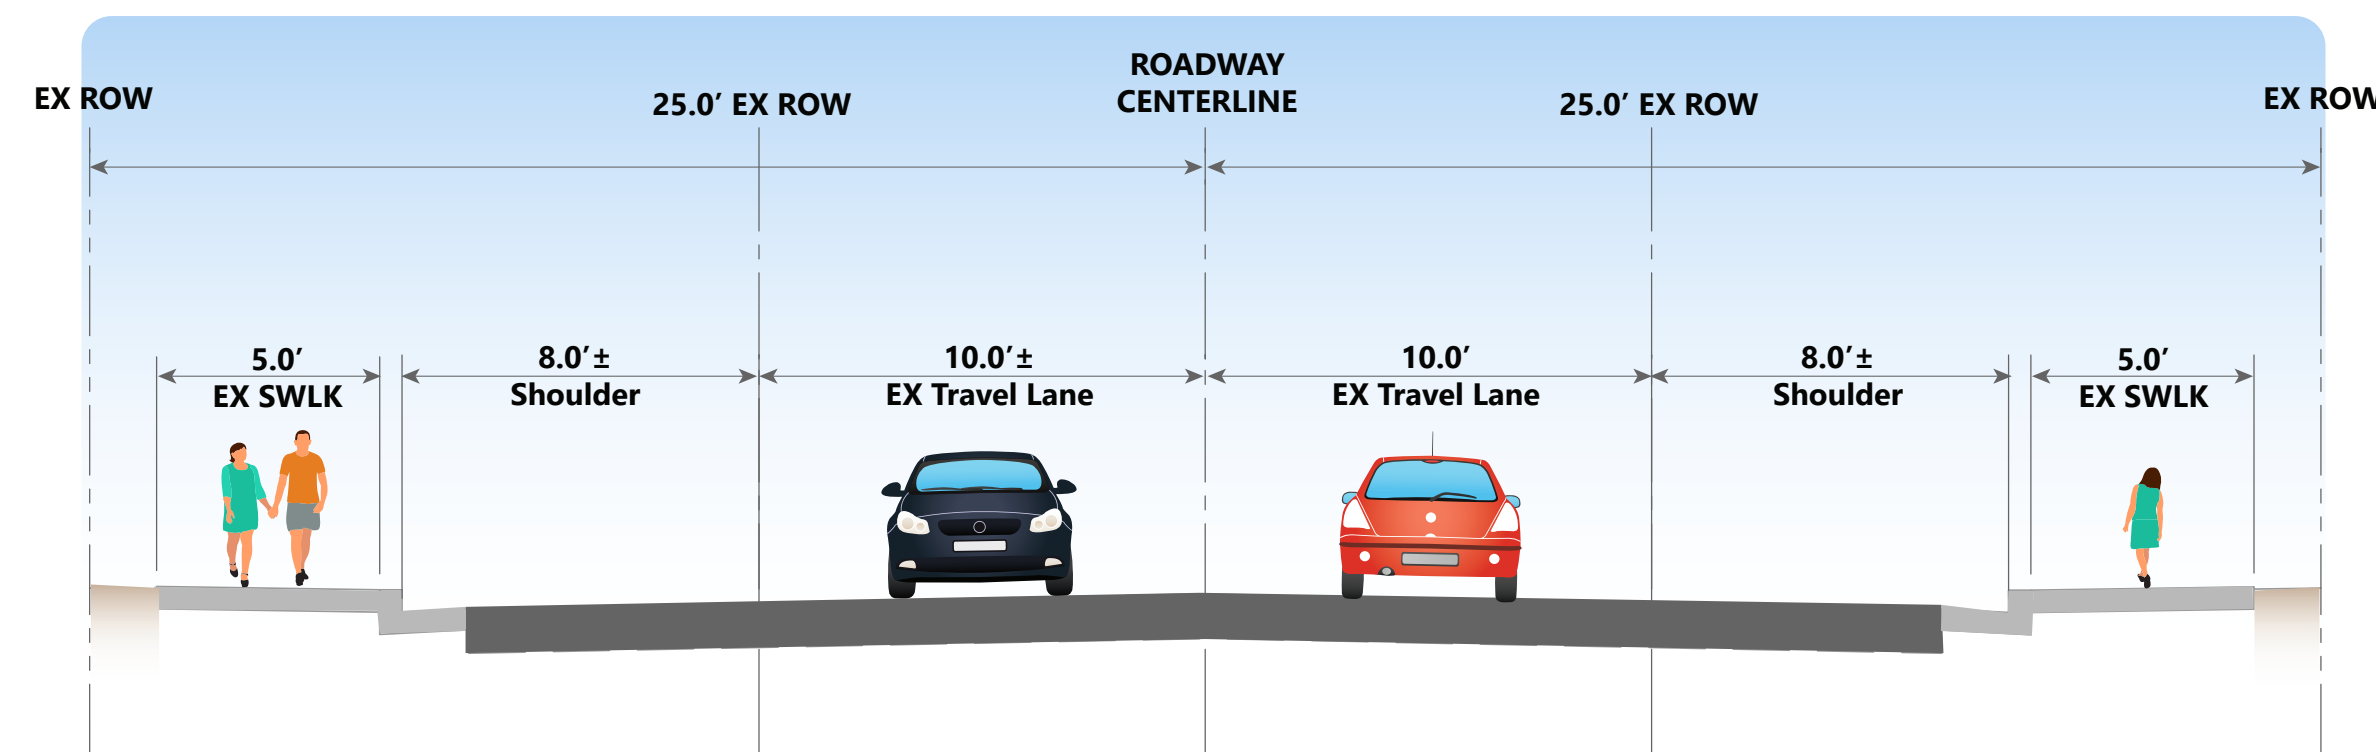 ROADWAY
CENTERLINE
EX ROW
25.0’ EX ROW
25.0’ EX ROW
EX ROW
5.0’
EX SWLK
8.0’±
Shoulder
10.0’±
EX Travel Lane
10.0’
EX Travel Lane
8.0’±
Shoulder
5.0’
EX SWLK